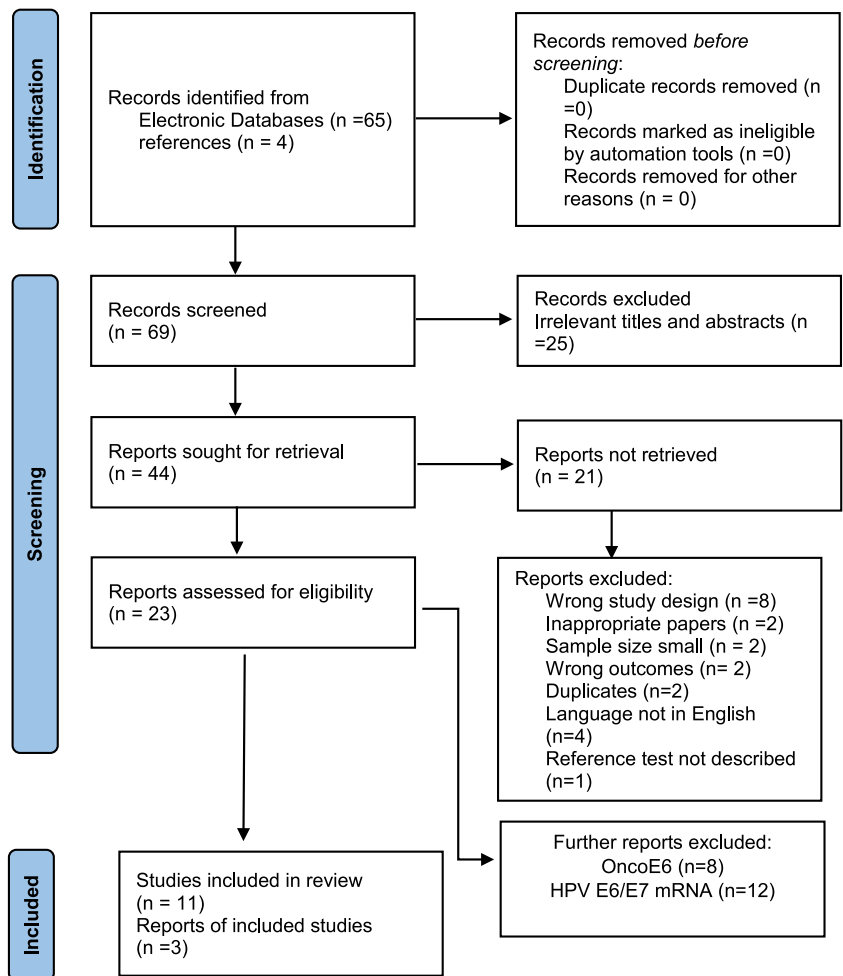 Identification
Records identified from
Electronic Databases (n =65)
references (n = 4)
Records removed before
screening:
Duplicate records removed (n
=0)
Records marked as ineligible
by automation tools (n =0)
Records removed for other
reasons (n = 0)
Screening
Records screened
(n = 69)
Records excluded
Irrelevant titles and abstracts (n
=25)
Reports sought for retrieval
(n = 44)
Reports not retrieved
(n = 21)
Reports assessed for eligibility
(n = 23)
Reports excluded:
Wrong study design (n =8)
Inappropriate papers (n =2)
Sample size small (n = 2)
Wrong outcomes (n= 2)
Duplicates (n=2)
Language not in English
(n=4)
Reference test not described
(n=1)
Further reports excluded:
OncoE6 (n=8)
HPV E6/E7 mRNA (n=12)
Included
Studies included in review
(n = 11)
Reports of included studies
(n =3)